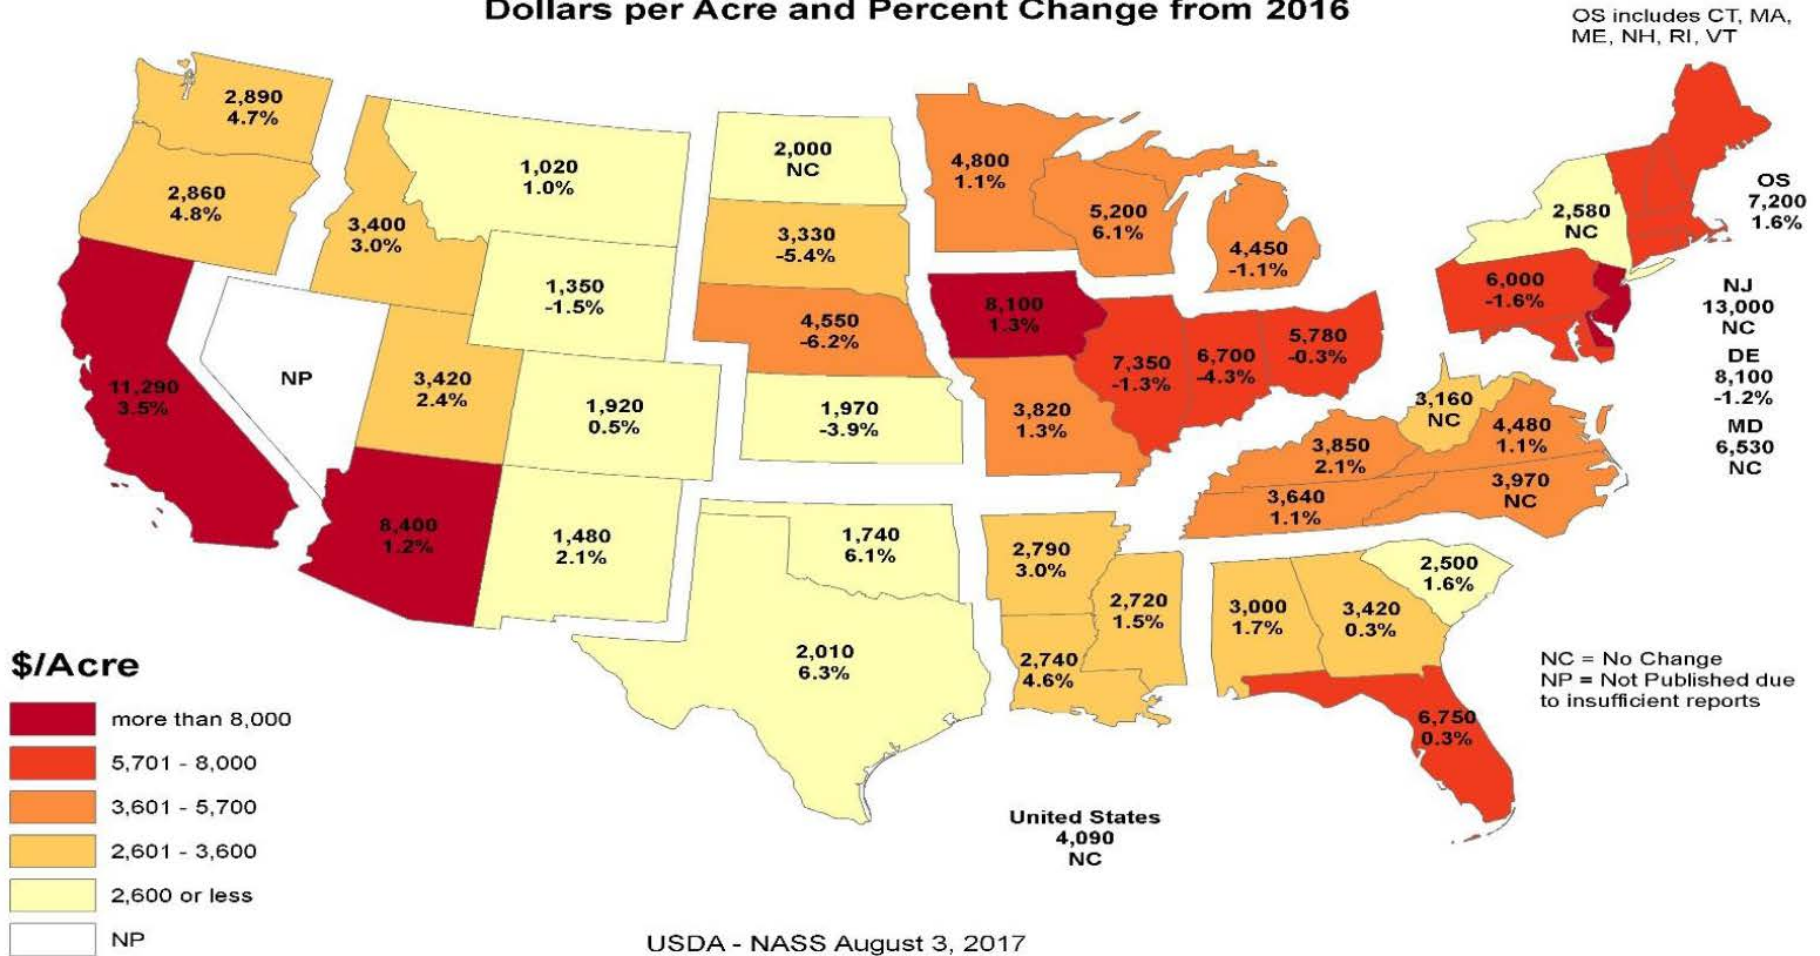 Dollars per Acre and Percent Change from 2016
OS includes CT, MA,
ME, NH, RI, VT
2,890
4.7%
2,860
4.8%
3,400
3.0%
1,020
1.0%
1,350
-1.5%
11,290
3.5%
NP
3,420
2.4%
1,920
0.5%
8,400
1.2%
1,480
2.1%
2,000
NC
3,330
-5.4%
4,550
-6.2%
1,970
-3.9%
1,740
6.1%
2,010
6.3%
4,800
1.1%
5,200
6.1%
4,450
-1.1%
8,100
1.3%
3,820
1.3%
7,350
-1.3%
6,700
-4.3%
5,780
-0.3%
2,790
3.0%
2,740
4.6%
2,720
1.5%
3,000
1.7%
3,420
0.3%
2,500
1.6%
6,750
0.3%
3,850
2.1%
3,640
1.1%
3,160
NC
4,480
1.1%
3,970
NC
6,000
-1.6%
2,580
NC
OS
7,200
1.6%
NJ
13,000
NC
DE
8,100
-1.2%
MD
6,530
NC
NC = No Change
NP = Not Published due
to insufficient reports
$/Acre
more than 8,000
5,701 - 8,000
3,601 - 5,700
2,601 - 3,600
2,600 or less
NP
United States
4,090
NC
USDA - NASS August 3, 2017